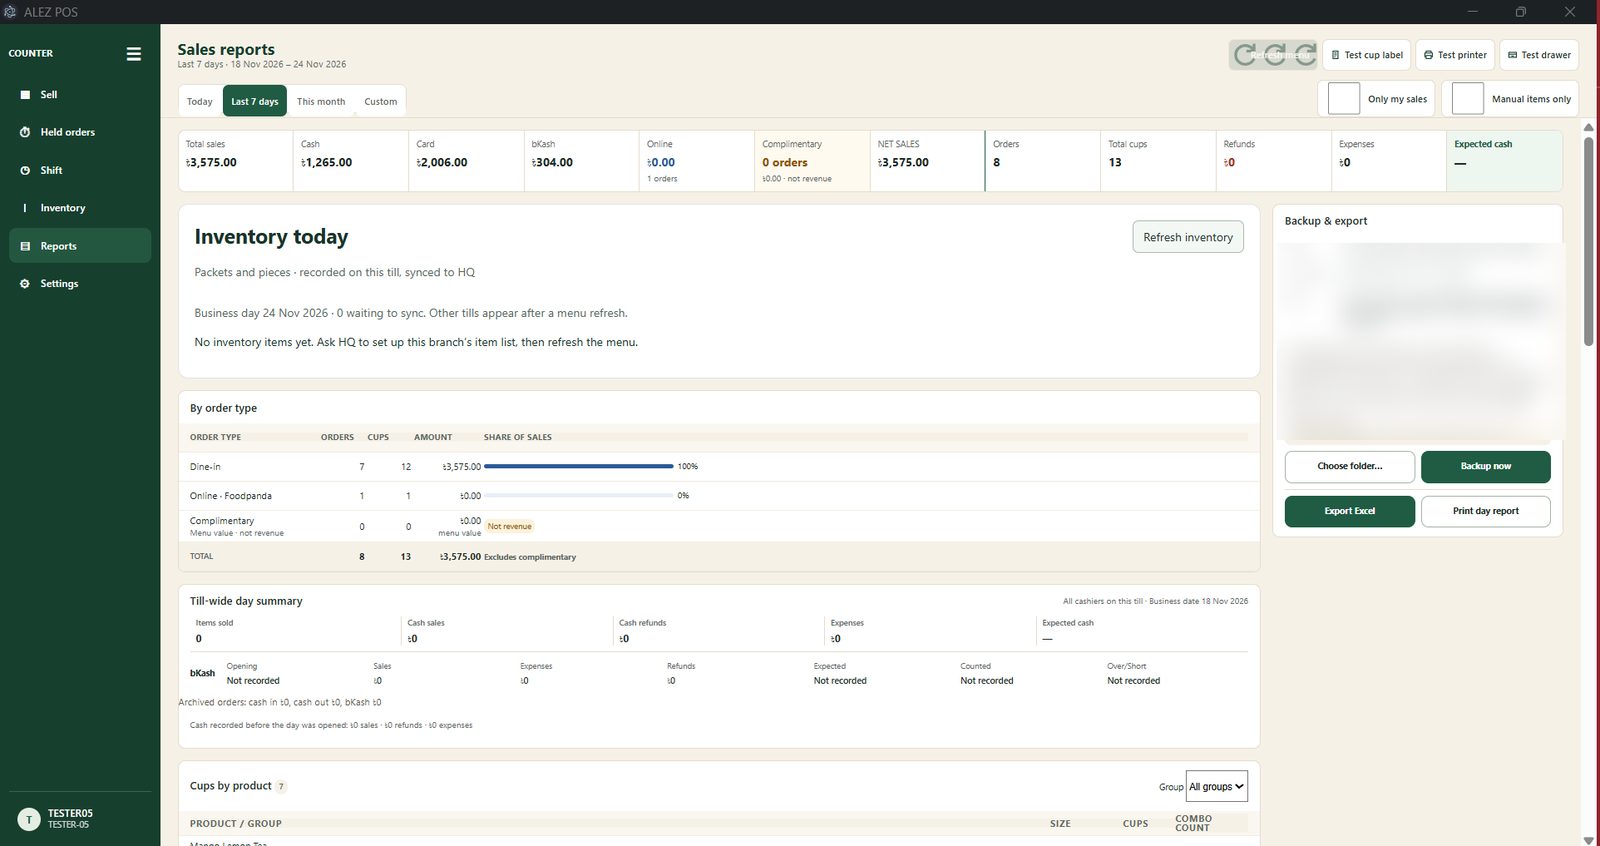 ALEZ POS
COUNTER
Sell
Held orders
Shift
Inventory
Reports
Settings
TESTER05
TESTER-05
T
Sales reports
Last 7 days · 18 Nov 2026 – 24 Nov 2026
Refresh menu
Test cup label
Test printer
Test drawer
Today
Last 7 days
This month
Custom
Only my sales
Manual items only
Total sales
৳3,575.00
Cash
৳1,265.00
Card
৳2,006.00
bKash
৳304.00
Online
৳0.00
1 orders
Complimentary
0 orders
৳0.00 · not revenue
NET SALES
৳3,575.00
Orders
8
Total cups
13
Refunds
৳0
Expenses
৳0
Expected cash
—
Inventory today
Refresh inventory
Packets and pieces · recorded on this till, synced to HQ
Business day 24 Nov 2026 · 0 waiting to sync. Other tills appear after a menu refresh.
No inventory items yet. Ask HQ to set up this branch's item list, then refresh the menu.
Backup & export
Choose folder...
Backup now
Export Excel
Print day report
By order type
ORDER TYPE ORDERS CUPS AMOUNT SHARE OF SALES
Dine-in 7 12 ৳3,575.00 100%
Online · Foodpanda 1 1 ৳0.00 0%
Complimentary 0 0 ৳0.00 Not revenue
Menu value · not revenue menu value
TOTAL 8 13 ৳3,575.00 Excludes complimentary
Till-wide day summary
All cashiers on this till · Business date 18 Nov 2026
Items sold
0
Cash sales
৳0
Cash refunds
৳0
Expenses
৳0
Expected cash
—
bKash
Opening
Not recorded
Sales
৳0
Expenses
৳0
Refunds
৳0
Expected
Not recorded
Counted
Not recorded
Over/Short
Not recorded
Archived orders: cash in ৳0, cash out ৳0, bKash ৳0
Cash recorded before the day was opened: ৳0 sales · ৳0 refunds · ৳0 expenses
Cups by product 7
Group All groups
PRODUCT / GROUP SIZE CUPS COMBO COUNT
Mango Lemon Tea